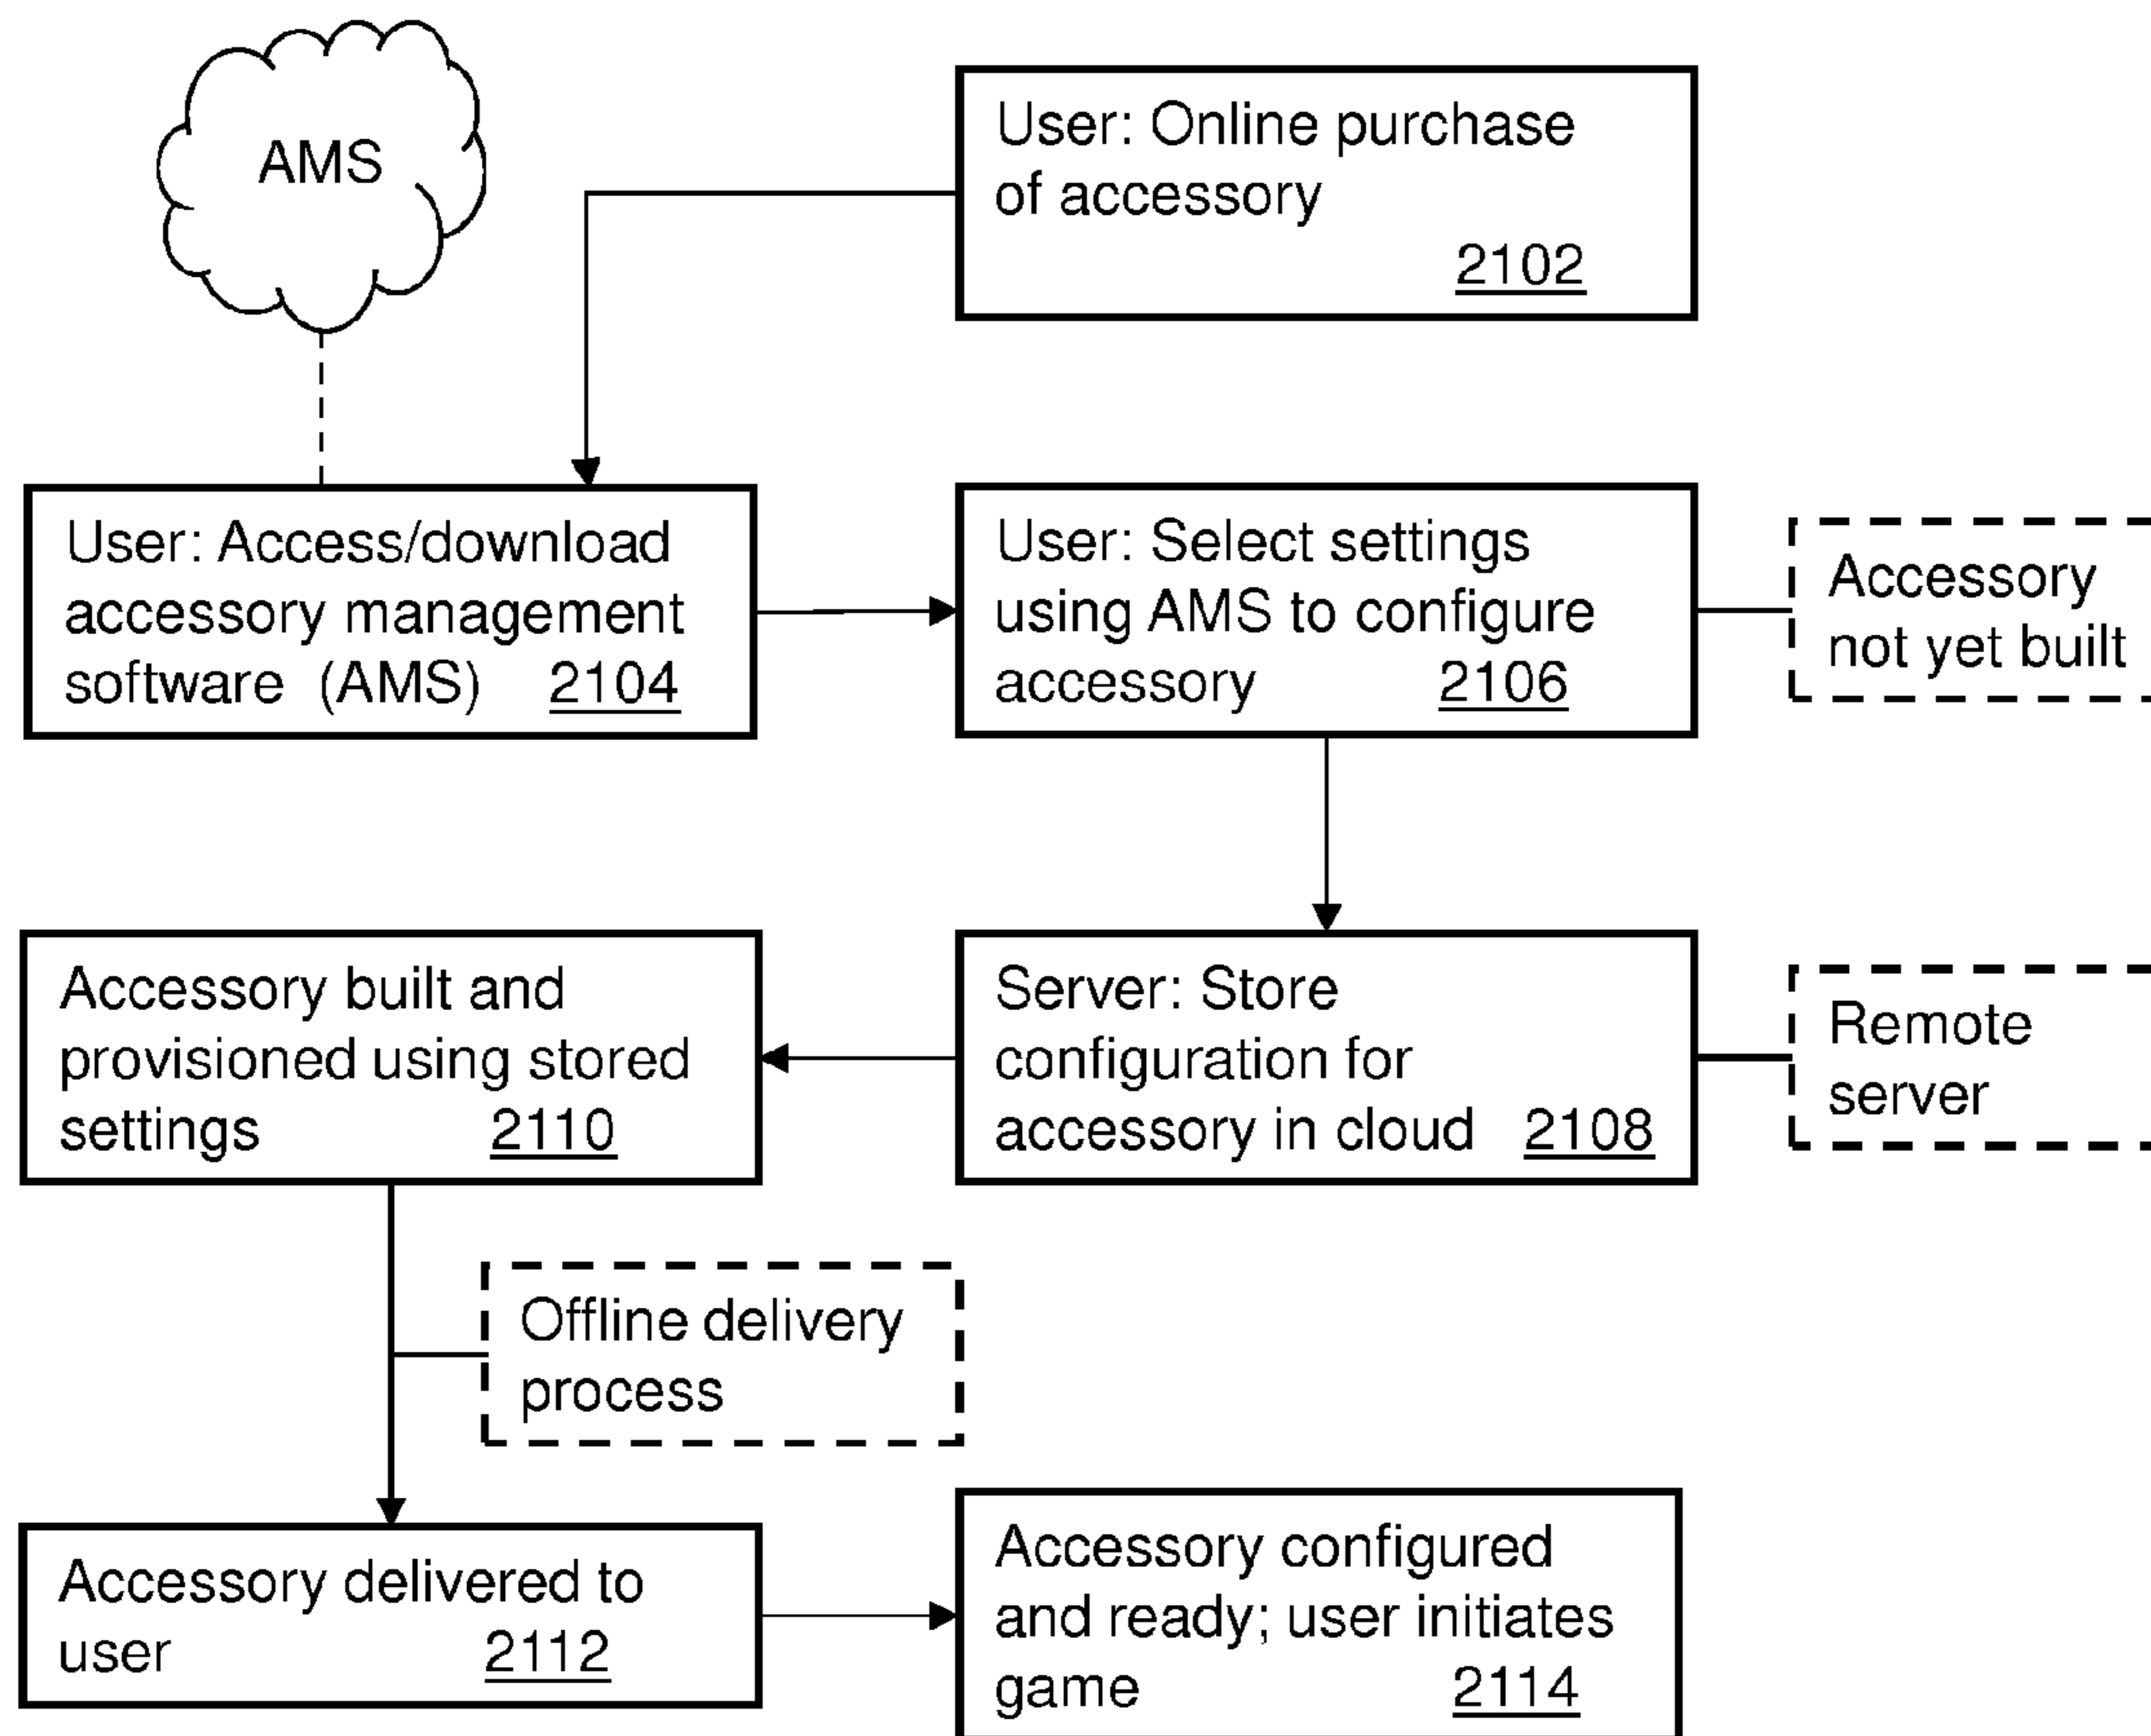 AMS
User: Online purchase
of accessory
2102
User: Access/download
accessory management
software (AMS) 2104
User: Select settings
using AMS to configure
accessory 2106
Accessory
not yet built
Accessory built and
provisioned using stored
settings 2110
Server: Store
configuration for
accessory in cloud 2108
Remote
server
Offline delivery
process
Accessory delivered to
user 2112
Accessory configured
and ready; user initiates
game 2114